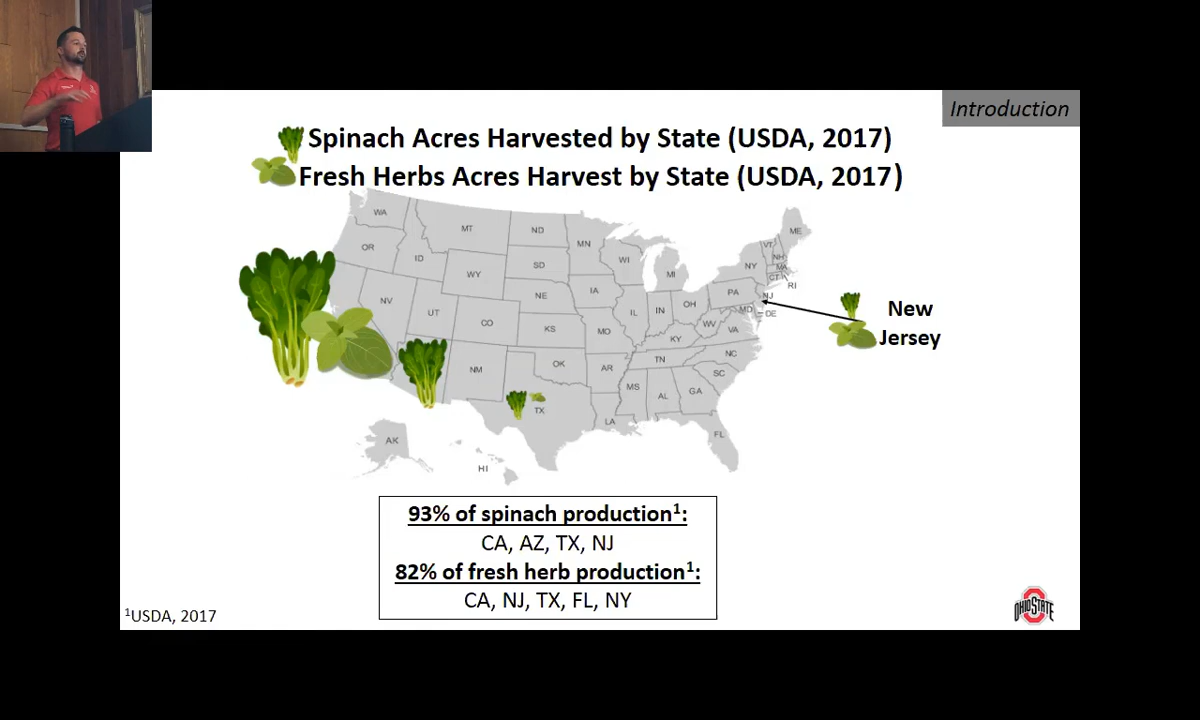 Introduction
Spinach Acres Harvested by State (USDA, 2017)
Fresh Herbs Acres Harvest by State (USDA, 2017)
WA
MT
ND
MN
ME
OR
ID
SD
WI
VT
NH
NY
MA
CT
RI
WY
MI
NV
NE
IA
PA
NJ
UT
CO
IL
IN
OH
MD
DE
New
Jersey
KS
MO
WV
VA
KY
NM
OK
AR
TN
NC
SC
TX
MS
AL
GA
LA
FL
AK
HI
93% of spinach production¹:
CA, AZ, TX, NJ
82% of fresh herb production¹:
CA, NJ, TX, FL, NY
¹USDA, 2017
OHIO STATE